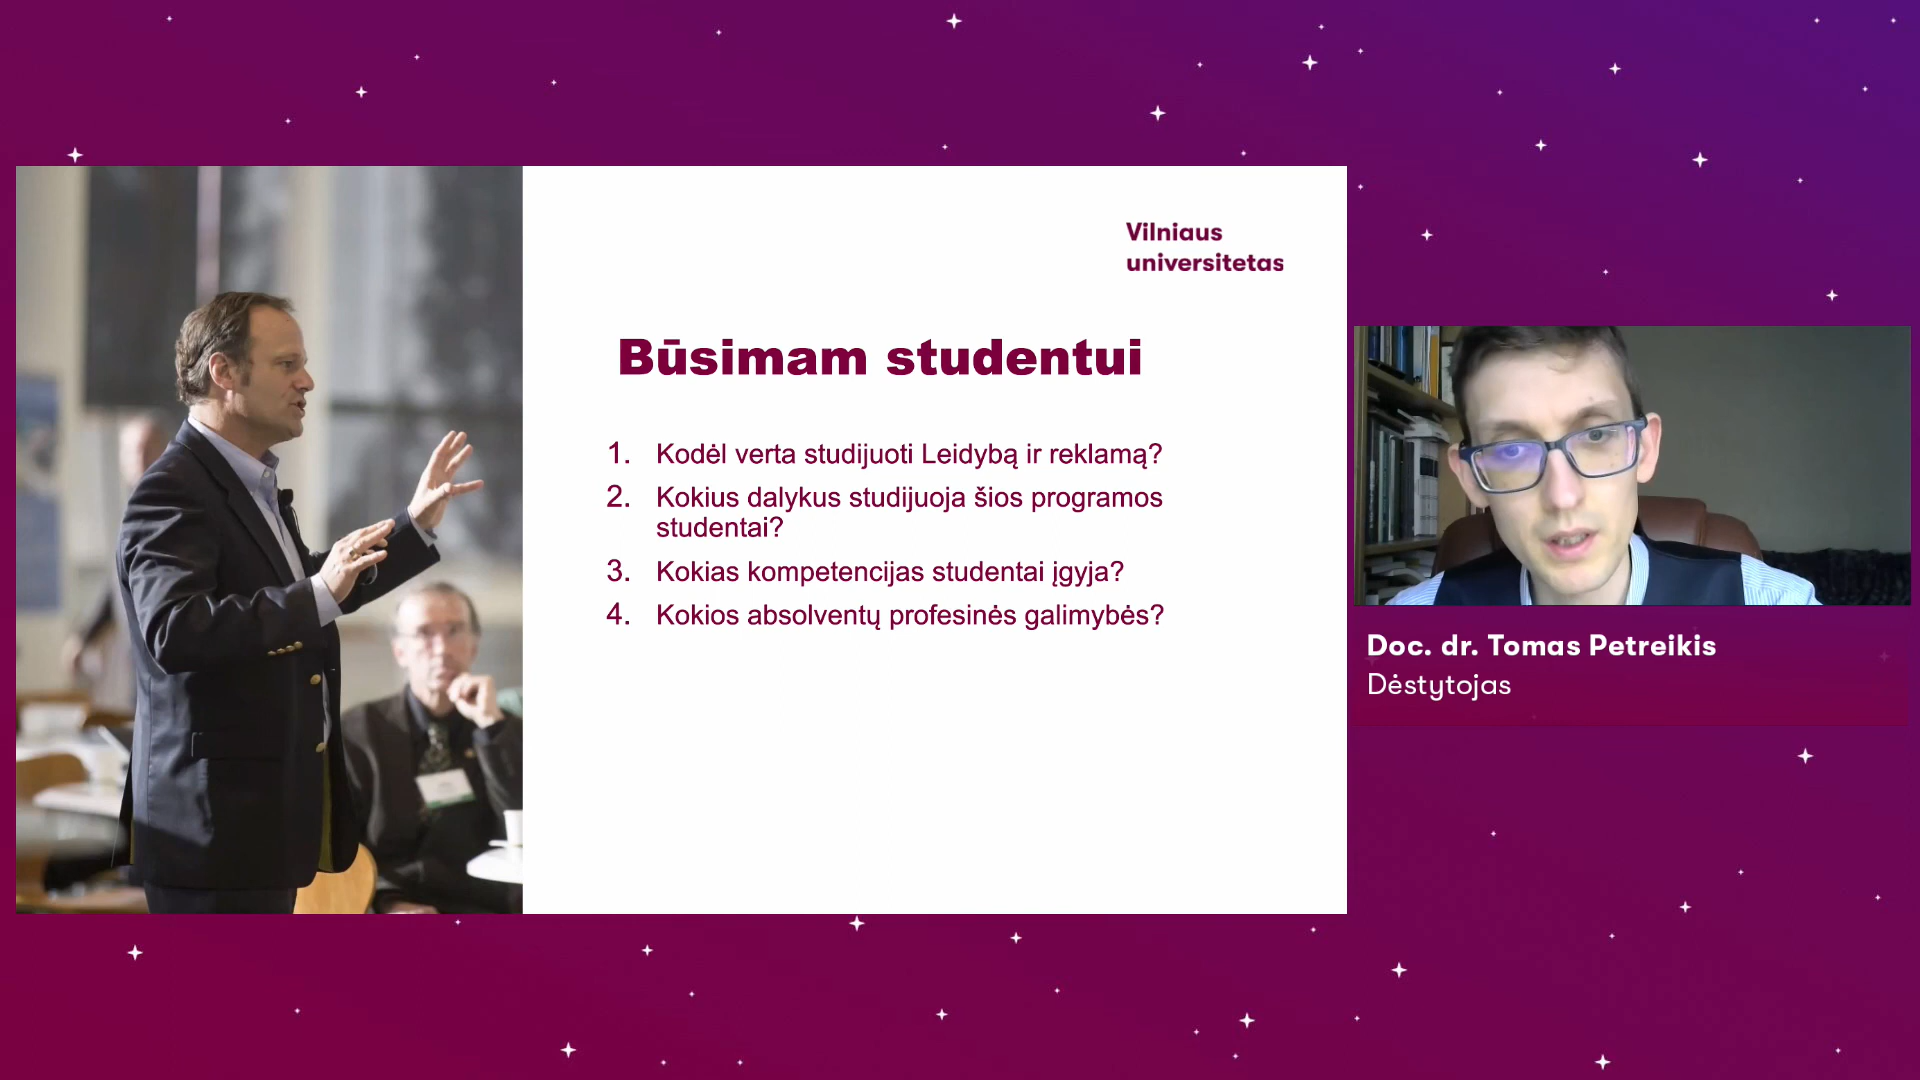 Vilniaus
universitetas
Būsimam studentui
1. Kodėl verta studijuoti Leidybą ir reklamą?
2. Kokius dalykus studijuoja šios programos
studentai?
3. Kokias kompetencijas studentai įgyja?
4. Kokios absolventų profesinės galimybės?
Doc. dr. Tomas Petreikis
Dėstytojas